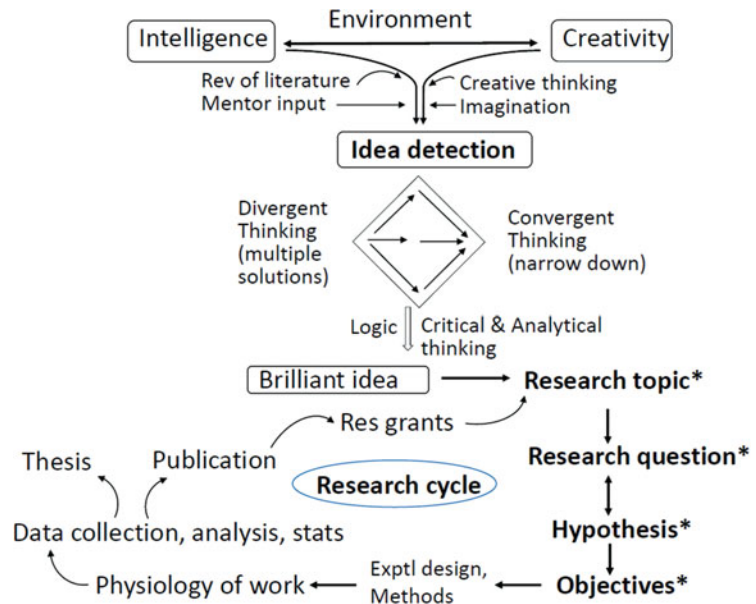 Environment
Intelligence
Creativity
Rev of literature
Mentor input
Creative thinking
Imagination
Idea detection
Divergent
Thinking
(multiple
solutions)
Convergent
Thinking
(narrow down)
Logic
Critical & Analytical
thinking
Brilliant idea
Research topic*
Res grants
Thesis
Publication
Research question*
Research cycle
Data collection, analysis, stats
Hypothesis*
Physiology of work
Exptl design,
Methods
Objectives*